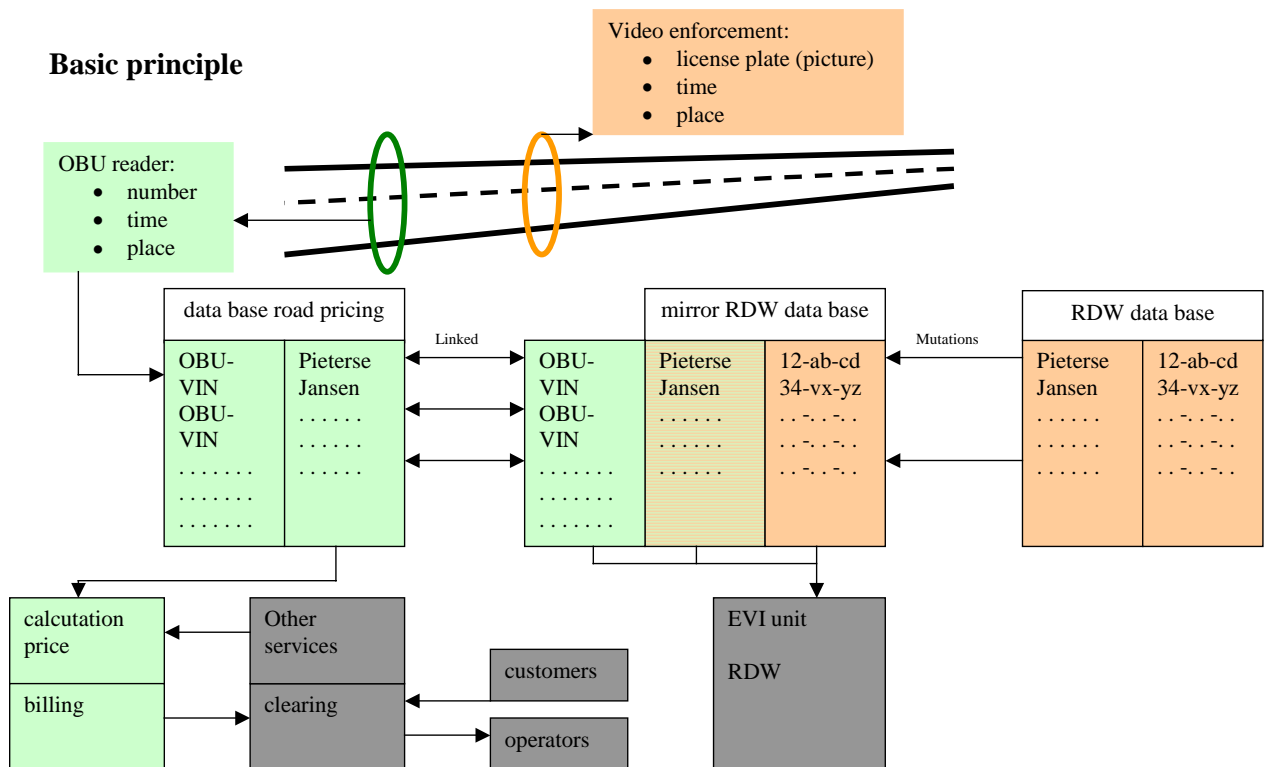 Basic principle
Video enforcement:
• license plate (picture)
• time
• place
OBU reader:
• number
• time
• place
data base road pricing
OBU-
VIN
OBU-
VIN
. . . . . . .
. . . . . . .
. . . . . . .
Pieterse
Jansen
. . . . . .
. . . . . .
. . . . . .
Linked
mirror RDW data base
OBU-
VIN
OBU-
VIN
. . . . . . .
. . . . . . .
. . . . . . .
Pieterse
Jansen
. . . . . .
. . . . . .
. . . . . .
12-ab-cd
34-vx-yz
. . -. . -. .
. . -. . -. .
. . -. . -. .
Mutations
RDW data base
Pieterse
Jansen
. . . . . .
. . . . . .
. . . . . .
12-ab-cd
34-vx-yz
. . -. . -. .
. . -. . -. .
. . -. . -. .
calcutation
price
billing
Other
services
clearing
customers
operators
EVI unit
RDW